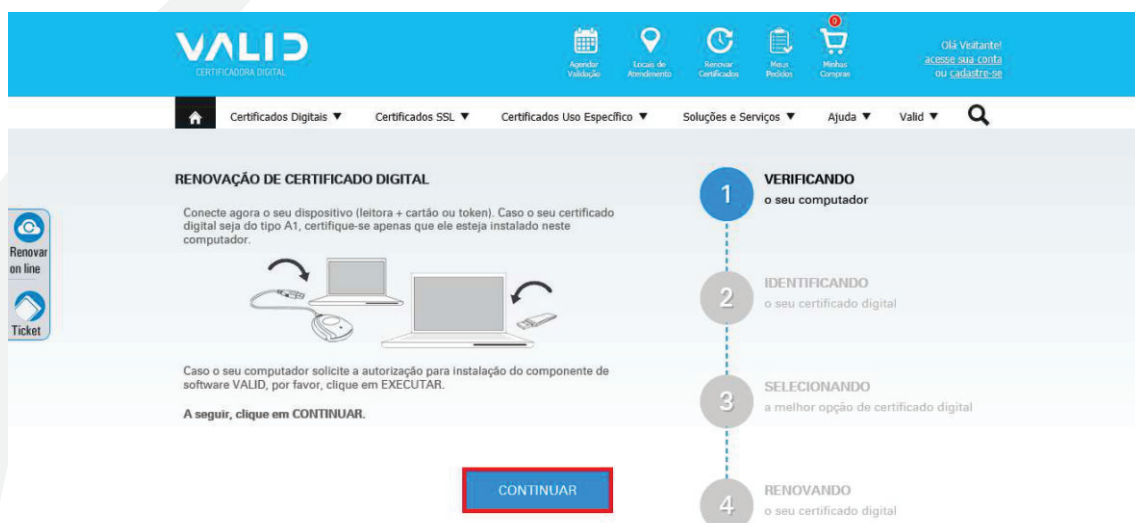 VALID
CERTIFICADORA DIGITAL
Agendar
Validação
Locais de
Atendimento
Renovar
Certificados
Meus
Pedidos
0
Minhas
Compras
Olá Visitante!
acesse sua conta
ou cadastre-se
Certificados Digitais ▼
Certificados SSL ▼
Certificados Uso Específico ▼
Soluções e Serviços ▼
Ajuda ▼
Valid ▼
RENOVAÇÃO DE CERTIFICADO DIGITAL
Conecte agora o seu dispositivo (leitora + cartão ou token). Caso o seu certificado
digital seja do tipo A1, certifique-se apenas que ele esteja instalado neste
computador.
Caso o seu computador solicite a autorização para instalação do componente de
software VALID, por favor, clique em EXECUTAR.
A seguir, clique em CONTINUAR.
CONTINUAR
1
VERIFICANDO
o seu computador
2
IDENTIFICANDO
o seu certificado digital
3
SELECIONANDO
a melhor opção de certificado digital
4
RENOVANDO
o seu certificado digital
Renovar
on line
Ticket